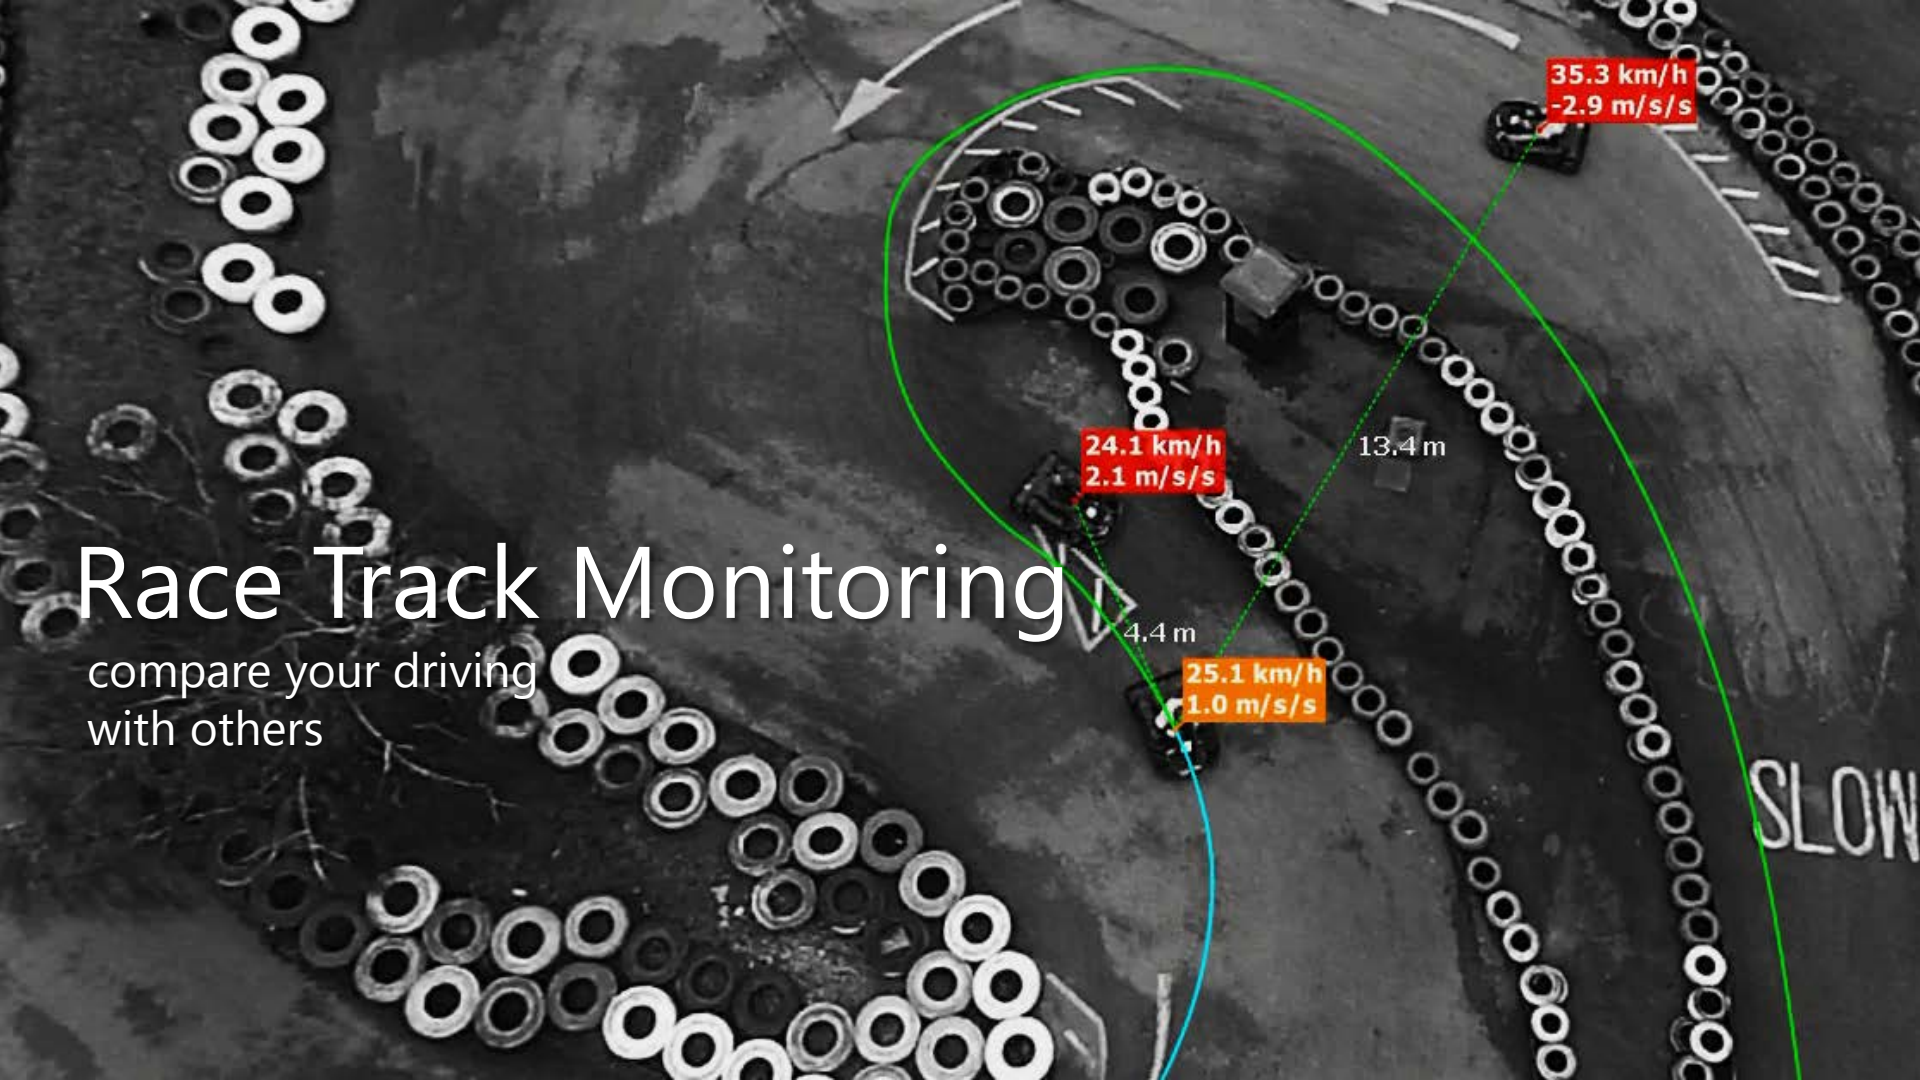 35.3 km/h
-2.9 m/s/s
13.4 m
24.1 km/h
2.1 m/s/s
Race Track Monitoring
4.4 m
compare your driving
with others
25.1 km/h
1.0 m/s/s
SLOW